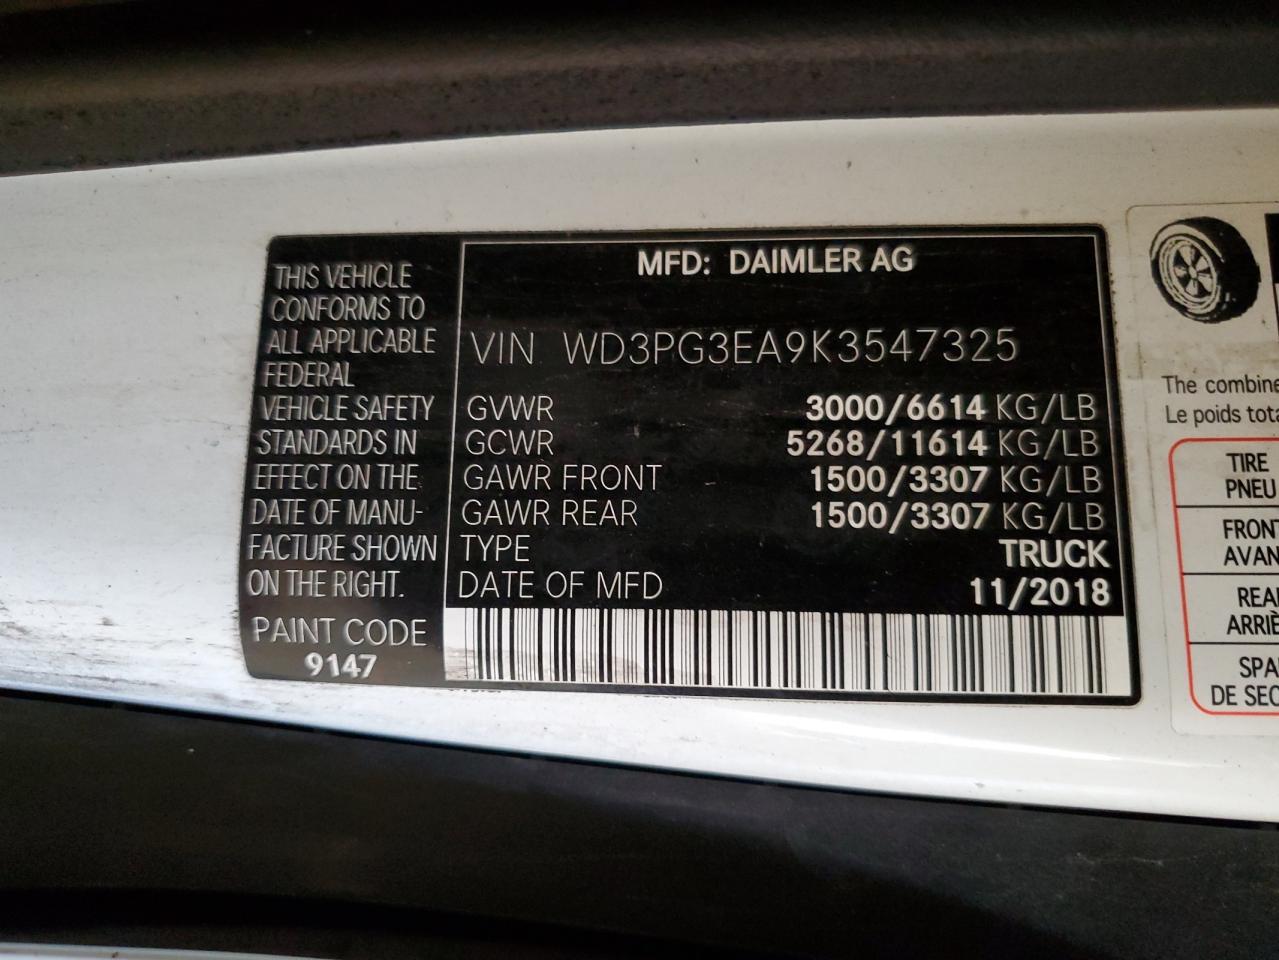 MFD: DAIMLER AG
THIS VEHICLE
CONFORMS TO
ALL APPLICABLE
FEDERAL
VEHICLE SAFETY
STANDARDS IN
EFFECT ON THE
DATE OF MANU-
FACTURE SHOWN
ON THE RIGHT.
PAINT CODE
9147
VIN WD3PG3EA9K3547325
GVWR 3000/6614 KG/LB
GCWR 5268/11614 KG/LB
GAWR FRONT 1500/3307 KG/LB
GAWR REAR 1500/3307 KG/LB
TYPE TRUCK
DATE OF MFD 11/2018
The combine
Le poids tota
TIRE
PNEU
FRONT
AVAN
REA
ARRIÈ
SPA
DE SEC